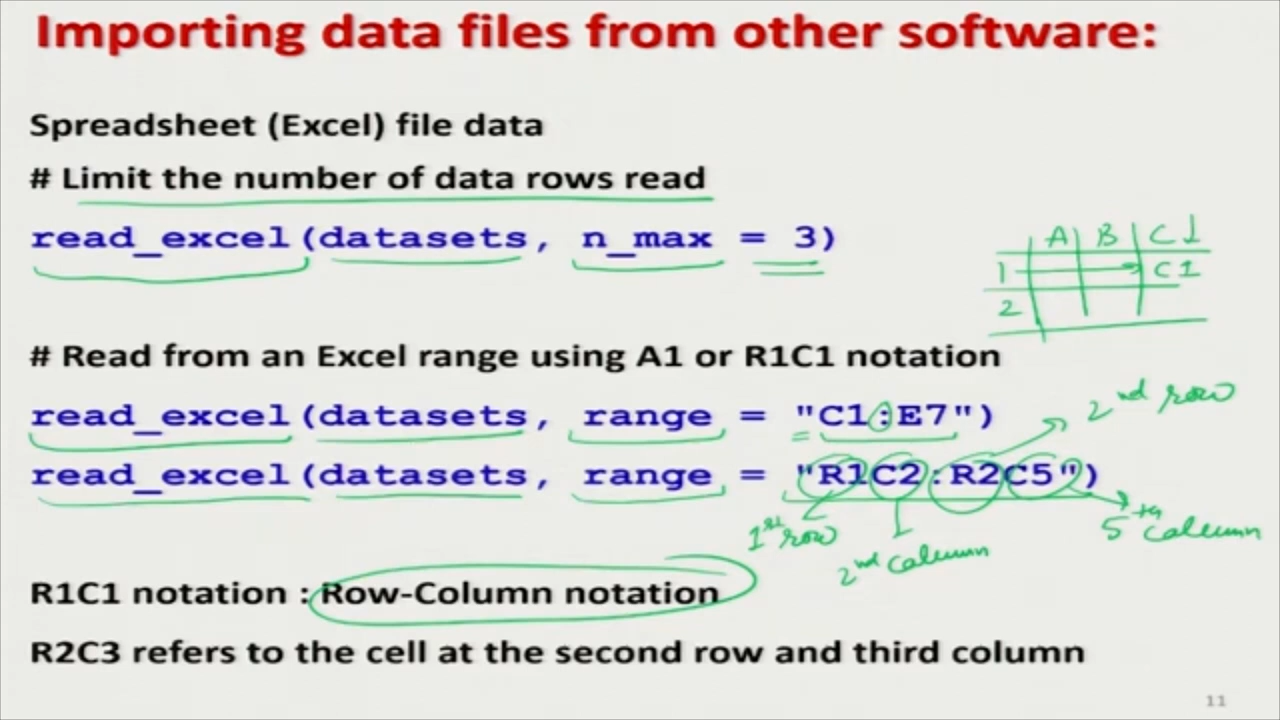 Importing data files from other software:
Spreadsheet (Excel) file data
# Limit the number of data rows read
read_excel(datasets, n_max = 3)
A B C↓
1 C1
2
# Read from an Excel range using A1 or R1C1 notation
read_excel(datasets, range = "C1:E7")
2nd row
read_excel(datasets, range = "R1C2:R2C5")
1st row
2nd column
5th column
R1C1 notation : Row-Column notation
R2C3 refers to the cell at the second row and third column
11